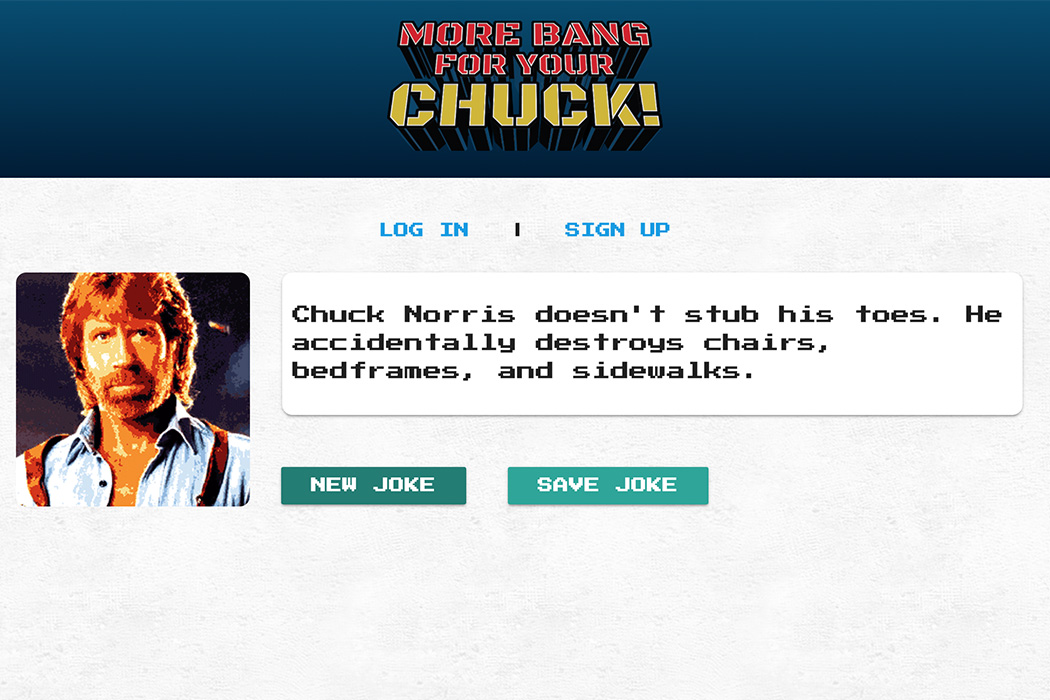 MORE BANG
FOR YOUR
CHUCK!
LOG IN | SIGN UP
Chuck Norris doesn't stub his toes. He
accidentally destroys chairs,
bedframes, and sidewalks.
NEW JOKE SAVE JOKE